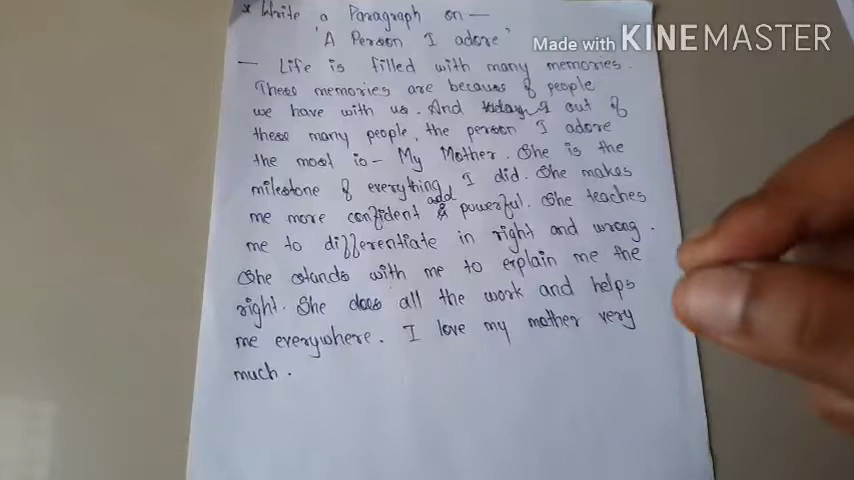 * Write a Paragraph on —
'A Person I adore'
Made with KINEMASTER
— Life is filled with many memories.
These memories are because of people
we have with us. And today I out of
these many people, the person I adore
the most is - My Mother. She is the
milestone of everything I did. She makes
me more confident and powerful. She teaches
me to differentiate in right and wrong.
She stands with me to explain me the
right. She does all the work and helps
me everywhere. I love my mother very
much.